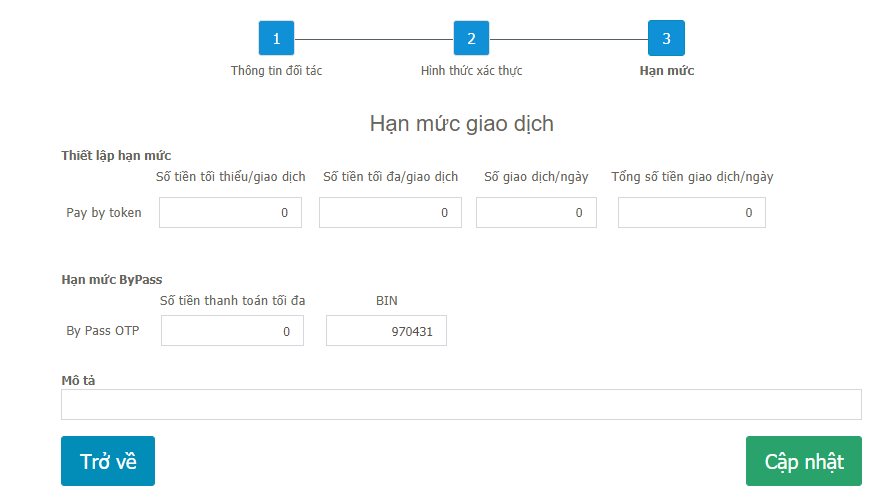 1 2 3
Thông tin đối tác Hình thức xác thực Hạn mức
Hạn mức giao dịch
Thiết lập hạn mức
Số tiền tối thiểu/giao dịch Số tiền tối đa/giao dịch Số giao dịch/ngày Tổng số tiền giao dịch/ngày
Pay by token 0 0 0 0
Hạn mức ByPass
Số tiền thanh toán tối đa BIN
By Pass OTP 0 970431
Mô tả
Trở về Cập nhật